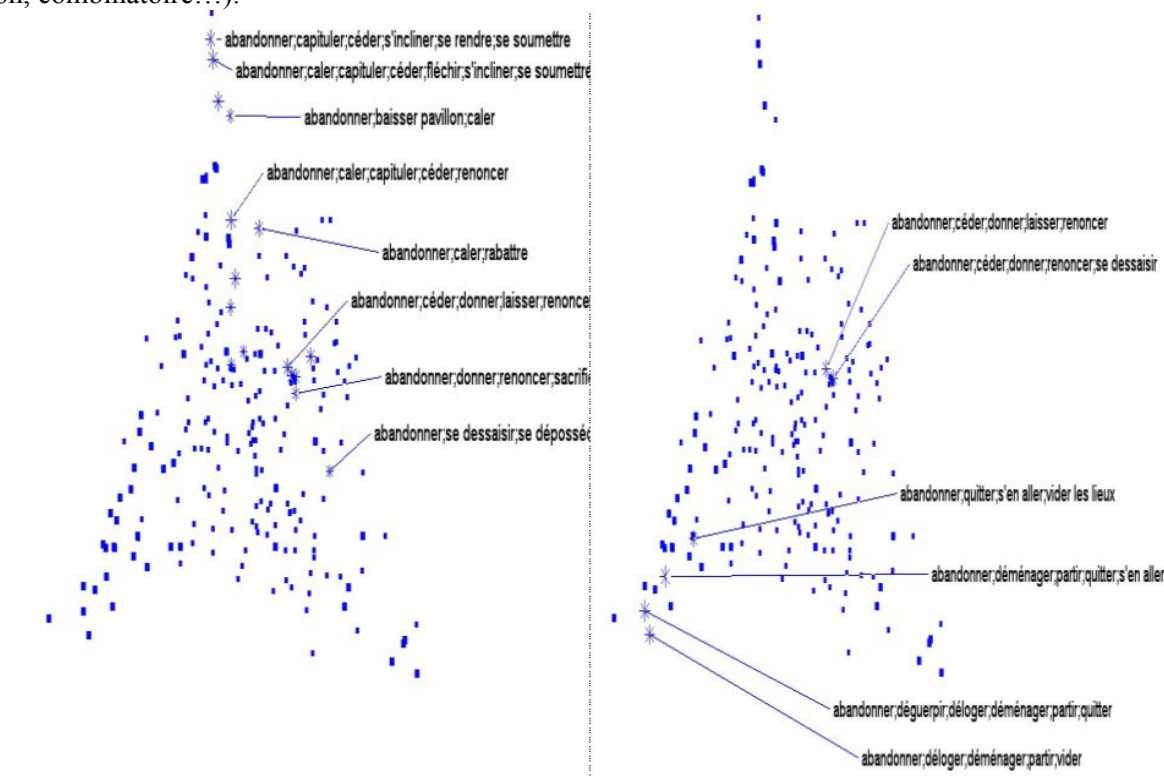 on, combinatoire…).
abandonner;capituler;céder;s'incliner;se rendre;se soumettre
abandonner;caler;capituler;céder;fléchir;s'incliner;se soumettre
abandonner;baisser pavillon;caler
abandonner;caler;capituler;céder;renoncer
abandonner;caler;rabattre
abandonner;céder;donner;laisser;renonce
abandonner;donner;renoncer;sacrifi
abandonner;se dessaisir;se dépossé
abandonner;céder;donner;laisser;renoncer
abandonner;céder;donner;renoncer;se dessaisir
abandonner;quitter;s'en aller;vider les lieux
abandonner;déménager;partir;quitter;s'en aller
abandonner;déguerpir;déloger;déménager;partir;quitter
abandonner;déloger;déménager;partir;vider